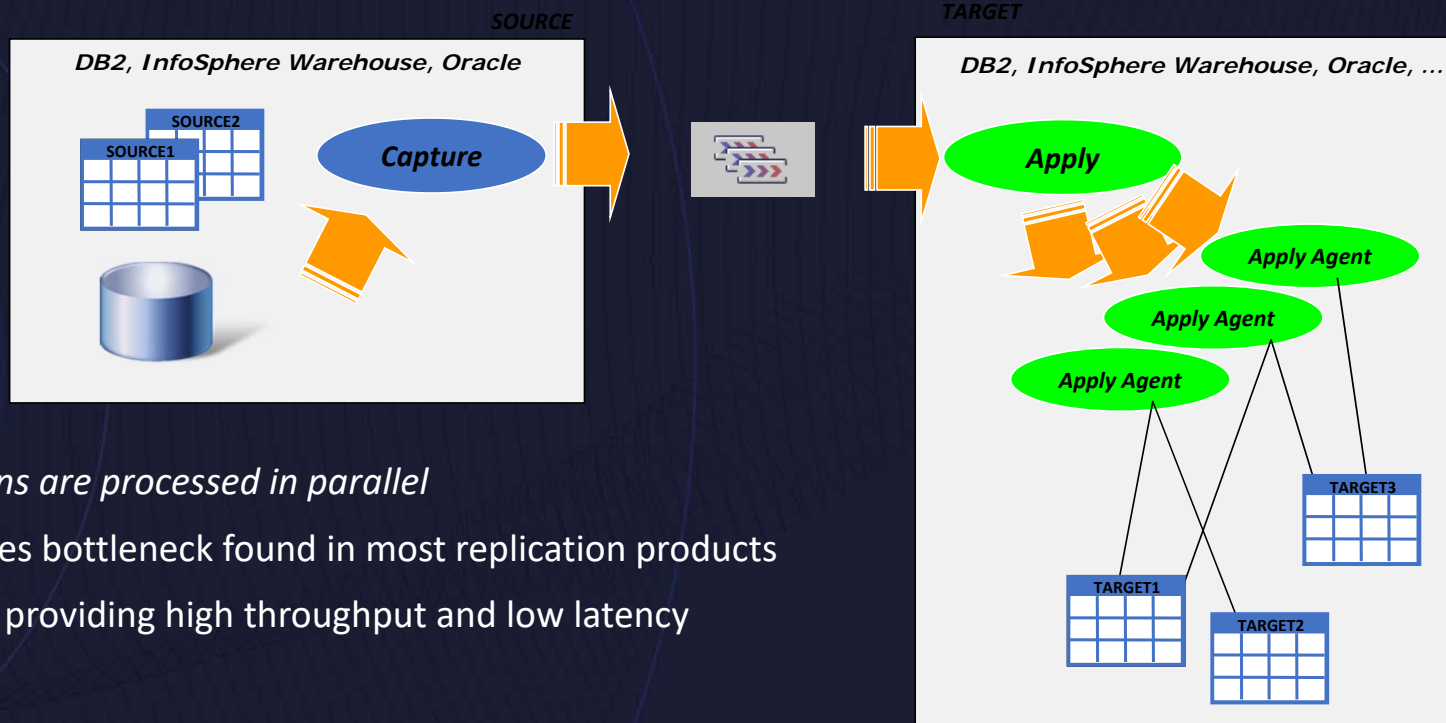 SOURCE
DB2, InfoSphere Warehouse, Oracle
SOURCE2
SOURCE1
Capture
TARGET
DB2, InfoSphere Warehouse, Oracle, ...
Apply
Apply Agent
Apply Agent
Apply Agent
TARGET3
TARGET1
TARGET2
ns are processed in parallel
es bottleneck found in most replication products
providing high throughput and low latency